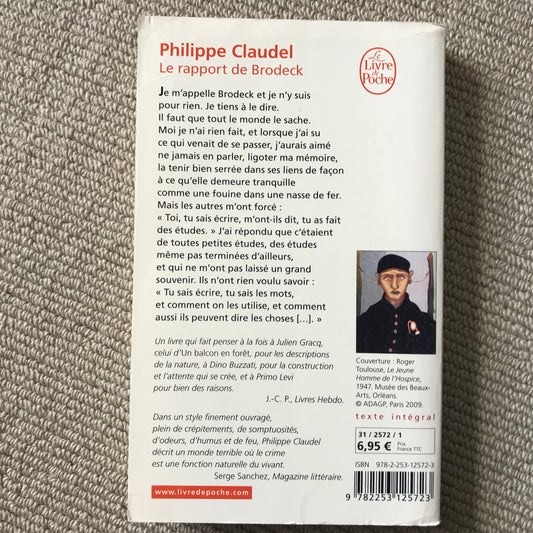 Philippe Claudel
Le rapport de Brodeck
Le
Livre
de
Poche
Je m'appelle Brodeck et je n'y suis
pour rien. Je tiens à le dire.
Il faut que tout le monde le sache.
Moi je n'ai rien fait, et lorsque j'ai su
ce qui venait de se passer, j'aurais aimé
ne jamais en parler, ligoter ma mémoire,
la tenir bien serrée dans ses liens de façon
à ce qu'elle demeure tranquille
comme une fouine dans une nasse de fer.
Mais les autres m'ont forcé :
« Toi, tu sais écrire, m'ont-ils dit, tu as fait
des études. » J'ai répondu que c'étaient
de toutes petites études, des études
même pas terminées d'ailleurs,
et qui ne m'ont pas laissé un grand
souvenir. Ils n'ont rien voulu savoir :
« Tu sais écrire, tu sais les mots,
et comment on les utilise, et comment
aussi ils peuvent dire les choses [...]. »
Un livre qui fait penser à la fois à Julien Gracq,
celui d'Un balcon en forêt, pour les descriptions
de la nature, à Dino Buzzati, pour la construction
et l'attente qui se crée, et à Primo Levi
pour bien des raisons.
J.-C. P., Livres Hebdo.
Dans un style finement ouvragé,
plein de crépitements, de somptuosités,
d'odeurs, d'humus et de feu, Philippe Claudel
décrit un monde terrible où le crime
est une fonction naturelle du vivant.
Serge Sanchez, Magazine littéraire.
www.livredepoche.com
Couverture : Roger
Toulouse, Le Jeune
Homme de l'Hospice,
1947. Musée des Beaux-
Arts, Orléans.
© ADAGP, Paris 2009.
texte intégral
31 / 2572 / 1
6,95 € Prix
France TTC
ISBN 978-2-253-12572-3
9 782253 125723